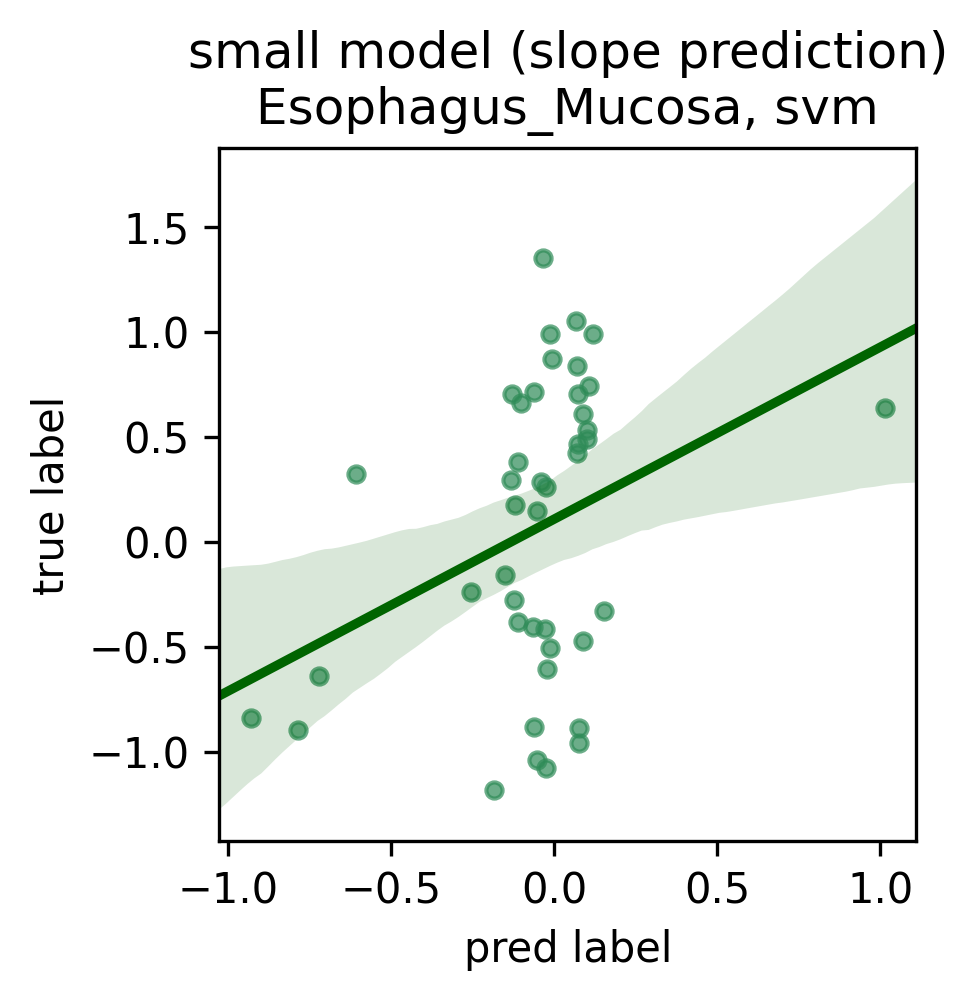 small model (slope prediction)
Esophagus_Mucosa, svm
1.5
1.0
0.5
0.0
−0.5
−1.0
true label
−1.0 −0.5 0.0 0.5 1.0
pred label